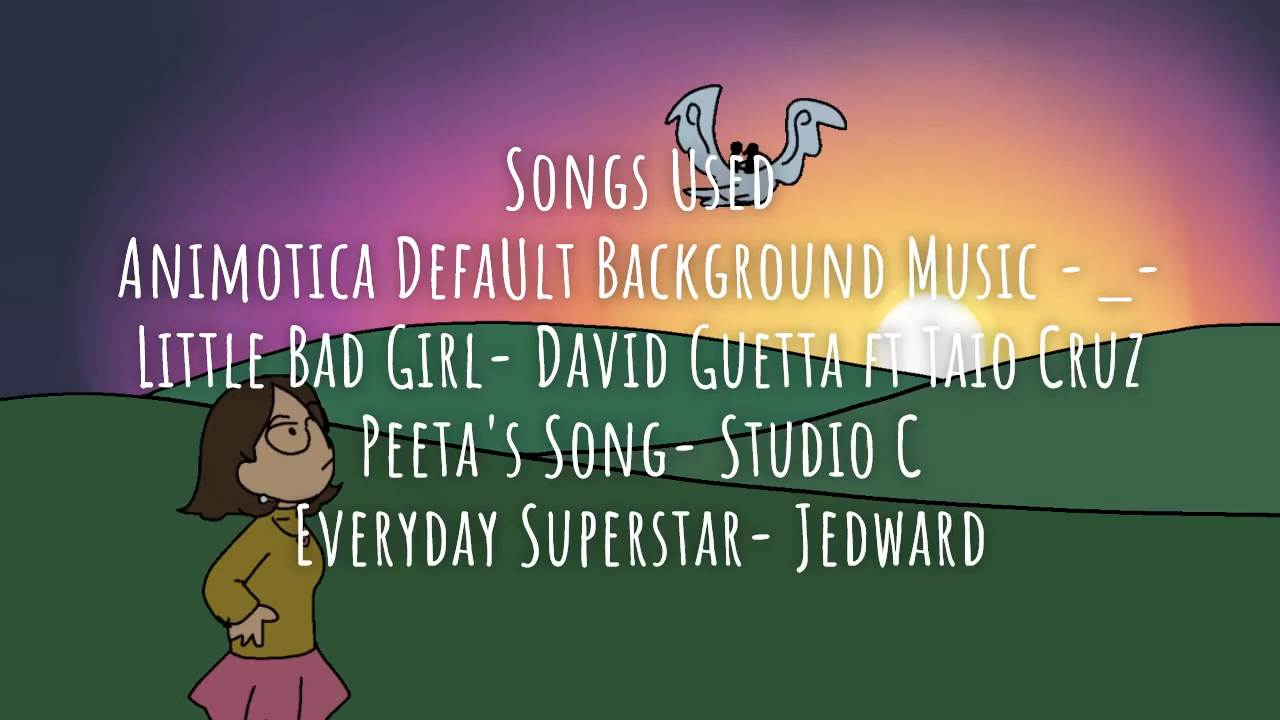 Songs Used
Animotica Default Background Music -_-
Little Bad Girl- David Guetta ft Taio Cruz
Peeta's Song- Studio C
Everyday Superstar- Jedward